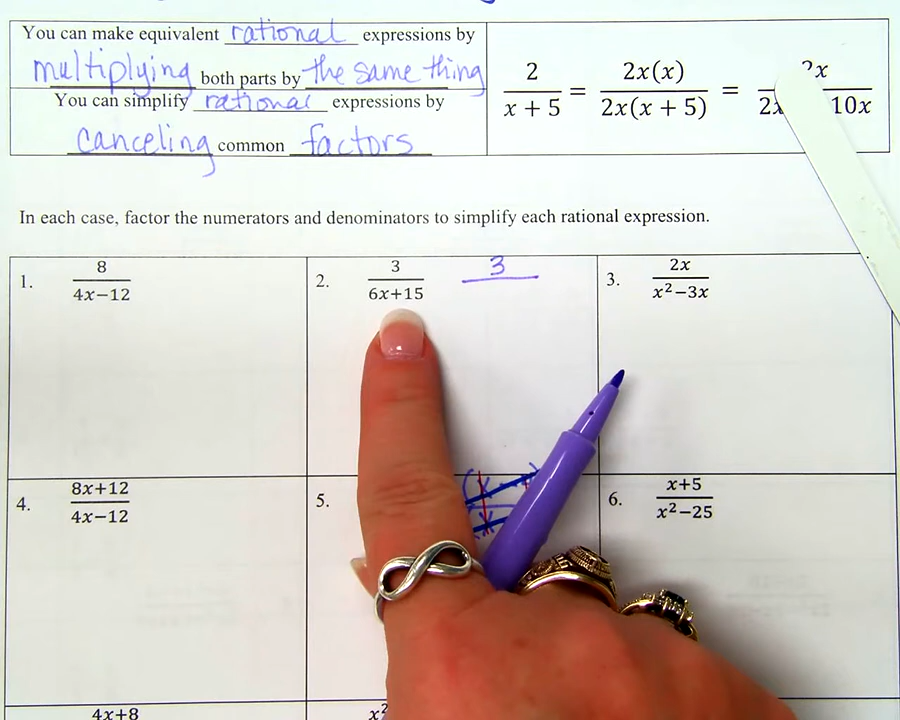 You can make equivalent rational expressions by
multiplying both parts by the same thing
You can simplify rational expressions by
canceling common factors
2/(x + 5) = 2x(x)/(2x(x + 5)) =
10x
In each case, factor the numerators and denominators to simplify each rational expression.
1. 8/(4x−12)
2. 3/(6x+15) 3
3. 2x/(x²−3x)
4. (8x+12)/(4x−12)
5.
6. (x+5)/(x²−25)
4x+8